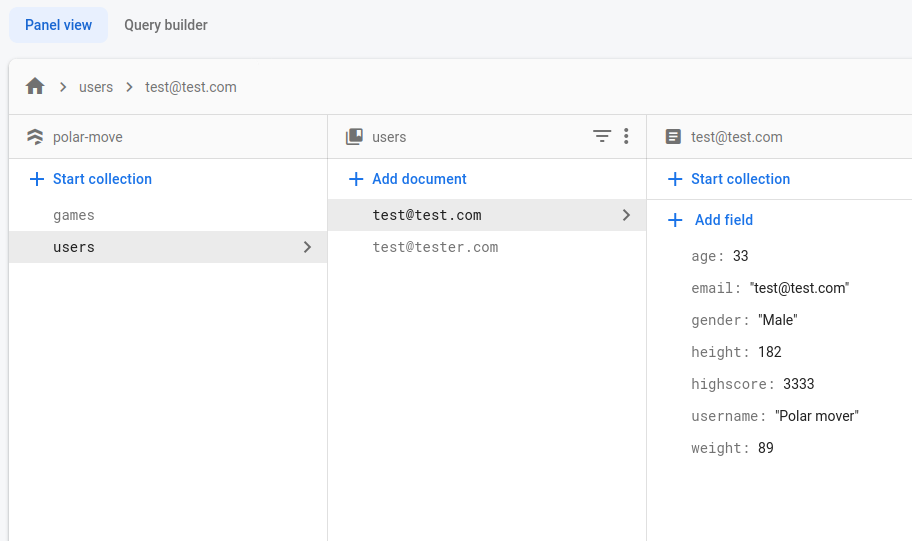 Panel view Query builder
users test@test.com
polar-move
Start collection
games
users
users
Add document
test@test.com
test@tester.com
test@test.com
Start collection
Add field
age: 33
email: "test@test.com"
gender: "Male"
height: 182
highscore: 3333
username: "Polar mover"
weight: 89